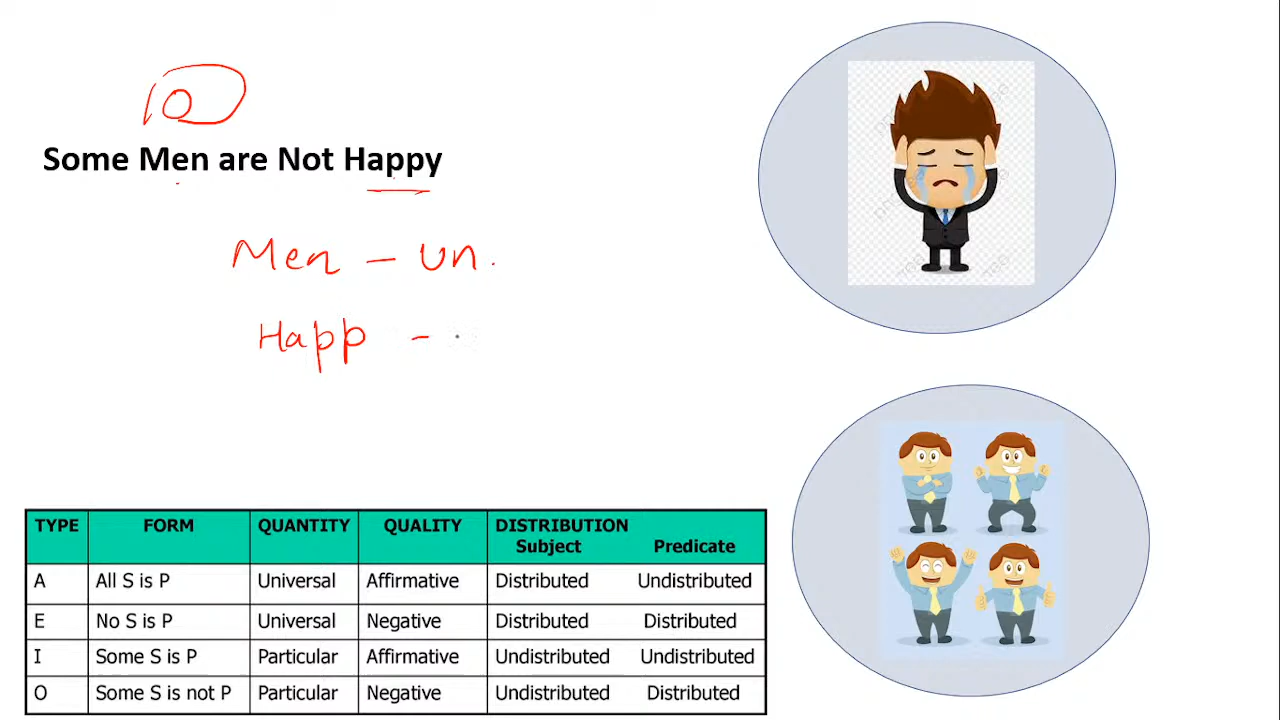 O
Some Men are Not Happy
Men - Un.
Happ -
TYPE FORM QUANTITY QUALITY DISTRIBUTION
Subject Predicate
A All S is P Universal Affirmative Distributed Undistributed
E No S is P Universal Negative Distributed Distributed
I Some S is P Particular Affirmative Undistributed Undistributed
O Some S is not P Particular Negative Undistributed Distributed